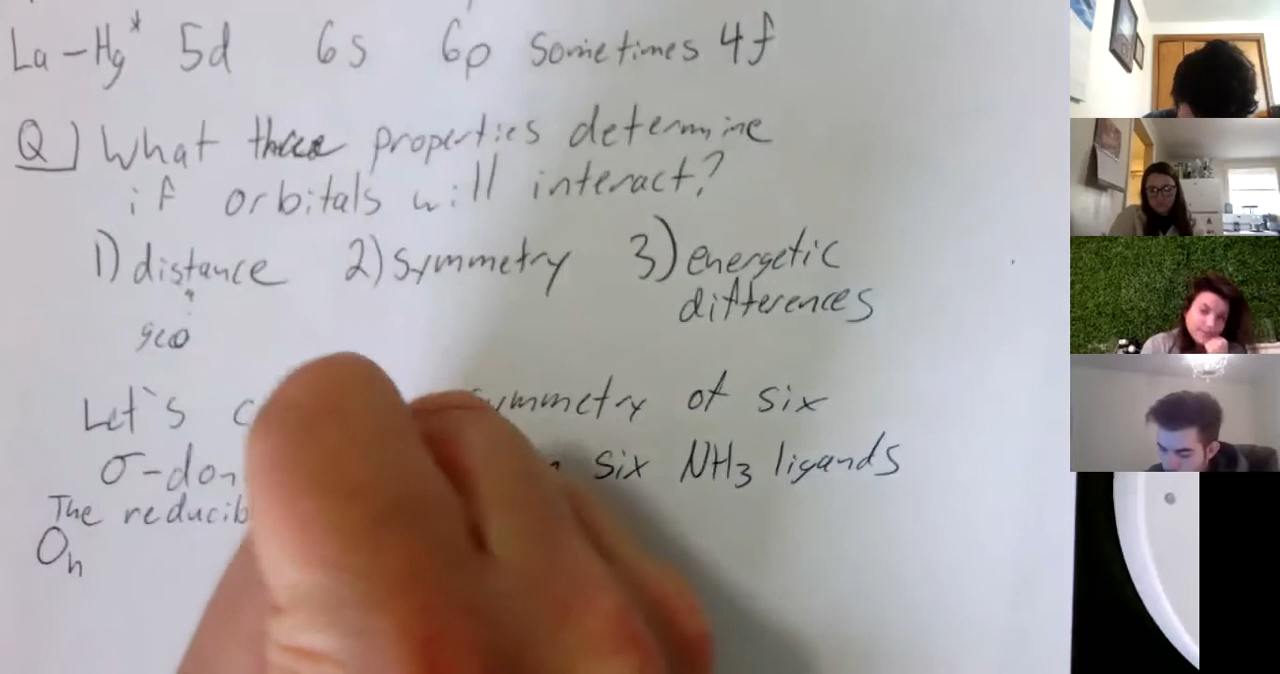 La-Hg* 5d 6s 6p Sometimes 4f
Q] What three properties determine
if orbitals will interact?
1) distance 2) Symmetry 3) energetic
differences
geo
Let's ymmetry of six
σ-don six NH3 ligands
The reducib
Oh